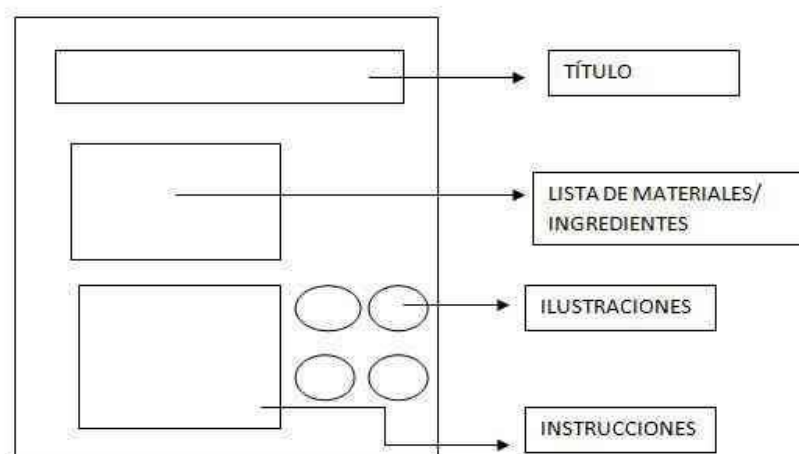 TÍTULO
LISTA DE MATERIALES/
INGREDIENTES
ILUSTRACIONES
INSTRUCCIONES